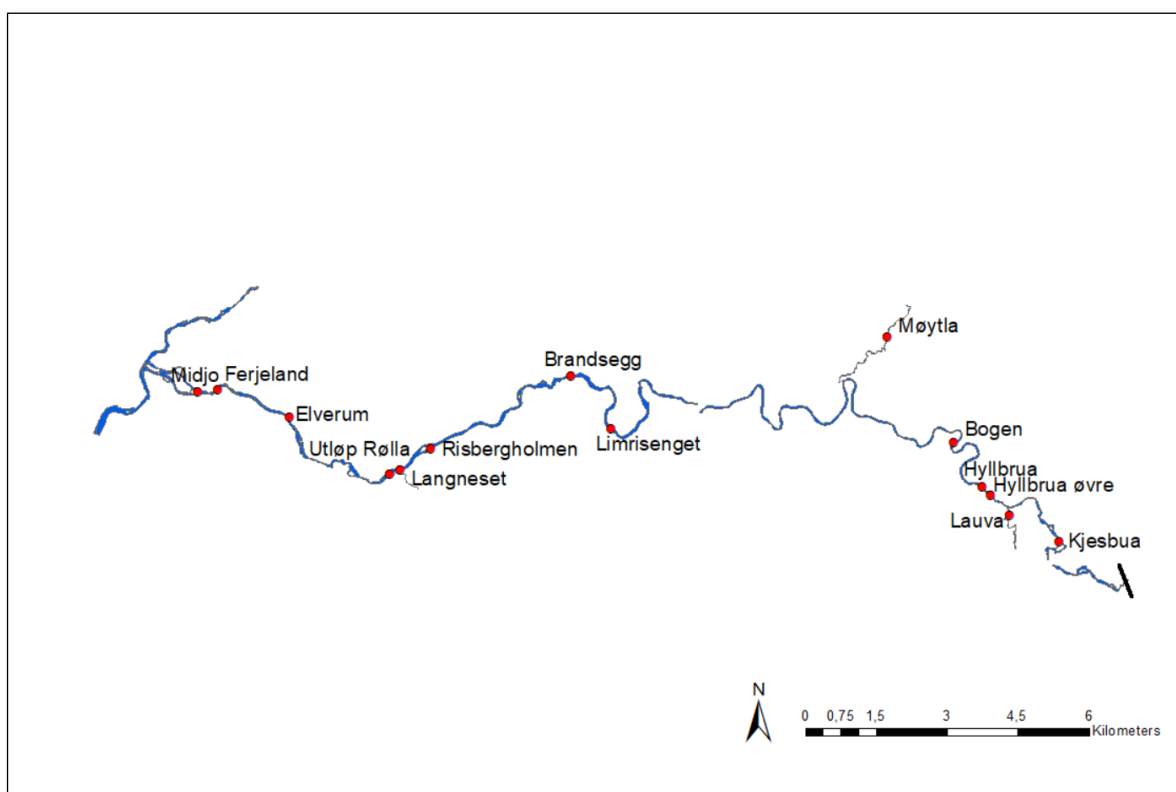 Møytla
Brandsegg
Midjo Ferjeland
Elverum
Bogen
Limrisenget
Utløp Rølla
Risbergholmen
Hyllbrua
Langneset
Hyllbrua øvre
Lauva
Kjesbua
N
0 0,75 1,5 3 4,5 6
Kilometers